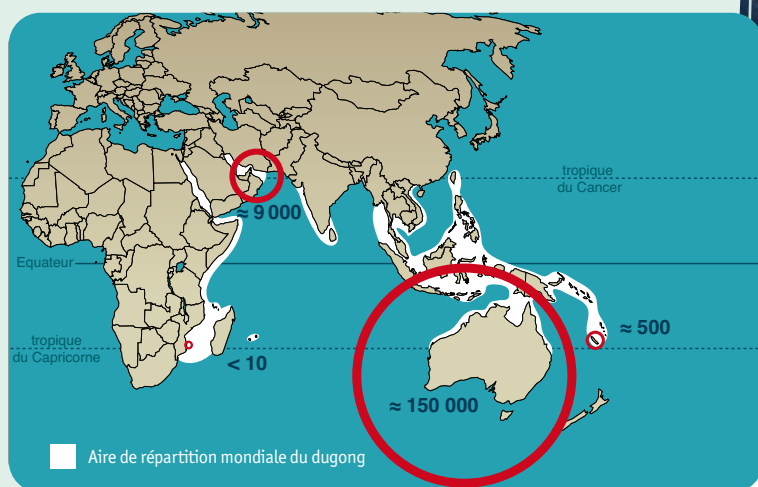 tropique
du Cancer
≈ 9 000
Equateur
≈ 500
tropique
du Capricorne
< 10
≈ 150 000
Aire de répartition mondiale du dugong